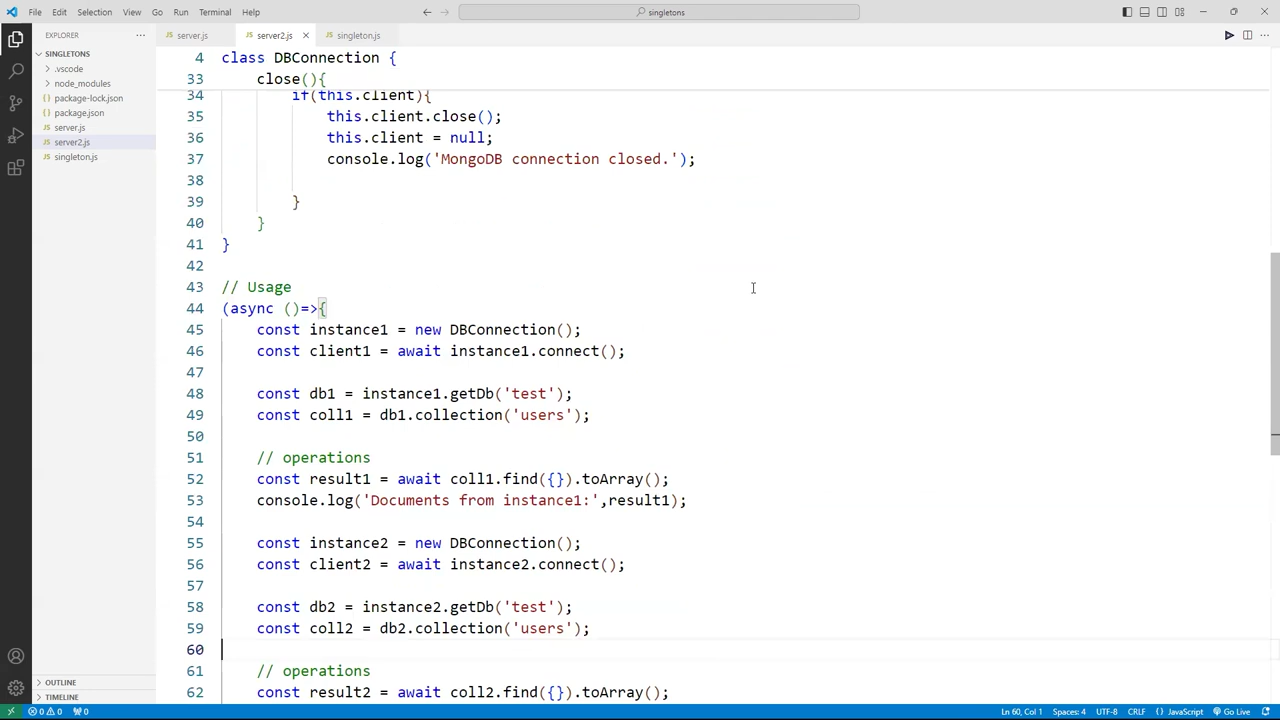 File Edit Selection View Go Run Terminal Help
singletons
EXPLORER
server.js
server2.js
singleton.js
SINGLETONS
.vscode
node_modules
package-lock.json
package.json
JS server.js
JS server2.js
JS singleton.js
OUTLINE
TIMELINE
4 class DBConnection {
33 close(){
34 if(this.client){
35 this.client.close();
36 this.client = null;
37 console.log('MongoDB connection closed.');
38
39 }
40 }
41 }
42
43 // Usage
44 (async ()=>{
45 const instance1 = new DBConnection();
46 const client1 = await instance1.connect();
47
48 const db1 = instance1.getDb('test');
49 const coll1 = db1.collection('users');
50
51 // operations
52 const result1 = await coll1.find({}).toArray();
53 console.log('Documents from instance1:',result1);
54
55 const instance2 = new DBConnection();
56 const client2 = await instance2.connect();
57
58 const db2 = instance2.getDb('test');
59 const coll2 = db2.collection('users');
60
61 // operations
62 const result2 = await coll2.find({}).toArray();
0 0 0 Ln 60, Col 1 Spaces: 4 UTF-8 CRLF {} JavaScript Go Live